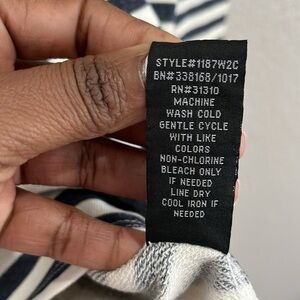 STYLE#1187W2C
BN#338168/1017
RN#31310
MACHINE
WASH COLD
GENTLE CYCLE
WITH LIKE
COLORS
NON-CHLORINE
BLEACH ONLY
IF NEEDED
LINE DRY
COOL IRON IF
NEEDED